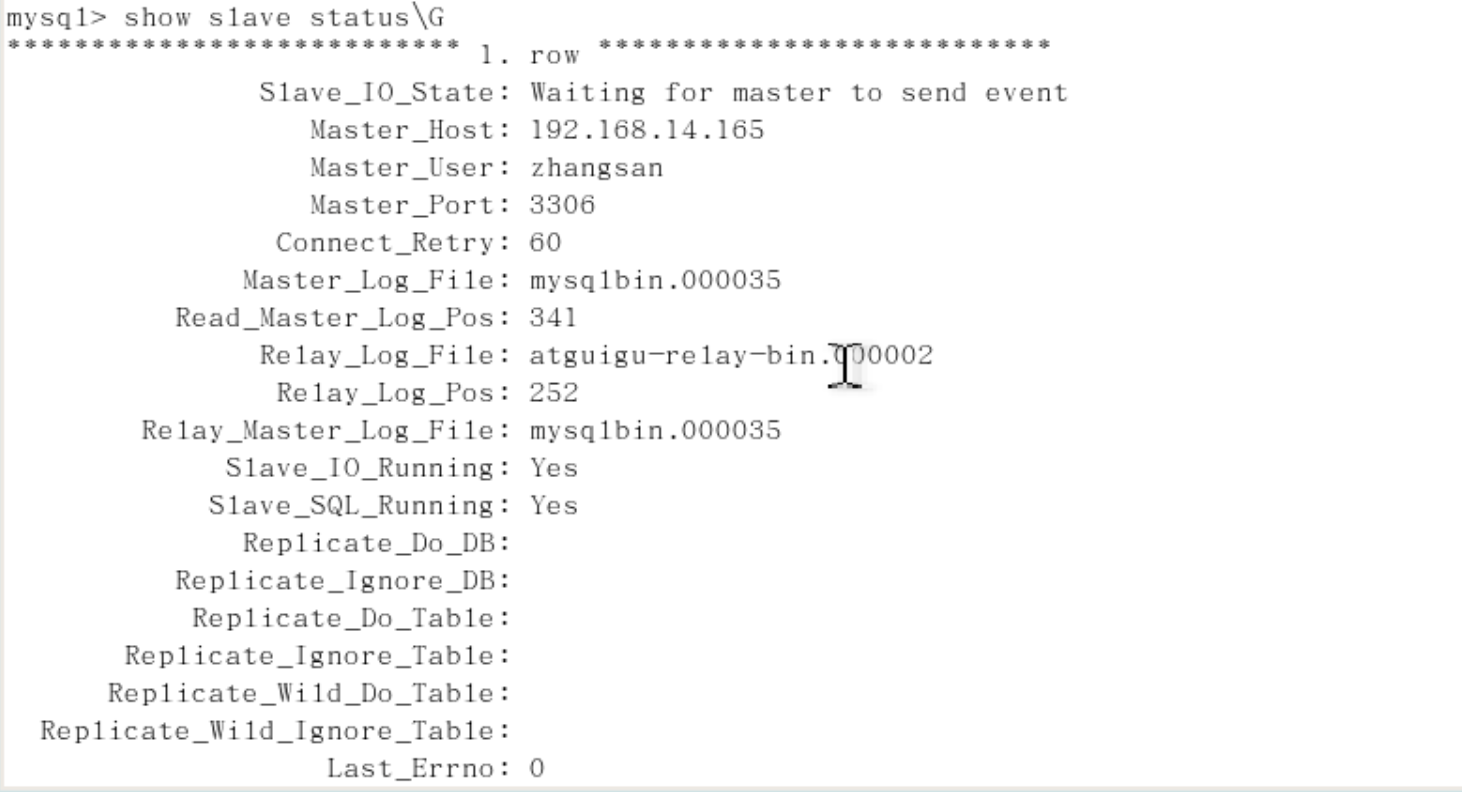 mysql> show slave status\G
*************************** 1. row ***************************
Slave_IO_State: Waiting for master to send event
Master_Host: 192.168.14.165
Master_User: zhangsan
Master_Port: 3306
Connect_Retry: 60
Master_Log_File: mysqlbin.000035
Read_Master_Log_Pos: 341
Relay_Log_File: atguigu-relay-bin.000002
Relay_Log_Pos: 252
Relay_Master_Log_File: mysqlbin.000035
Slave_IO_Running: Yes
Slave_SQL_Running: Yes
Replicate_Do_DB:
Replicate_Ignore_DB:
Replicate_Do_Table:
Replicate_Ignore_Table:
Replicate_Wild_Do_Table:
Replicate_Wild_Ignore_Table:
Last_Errno: 0